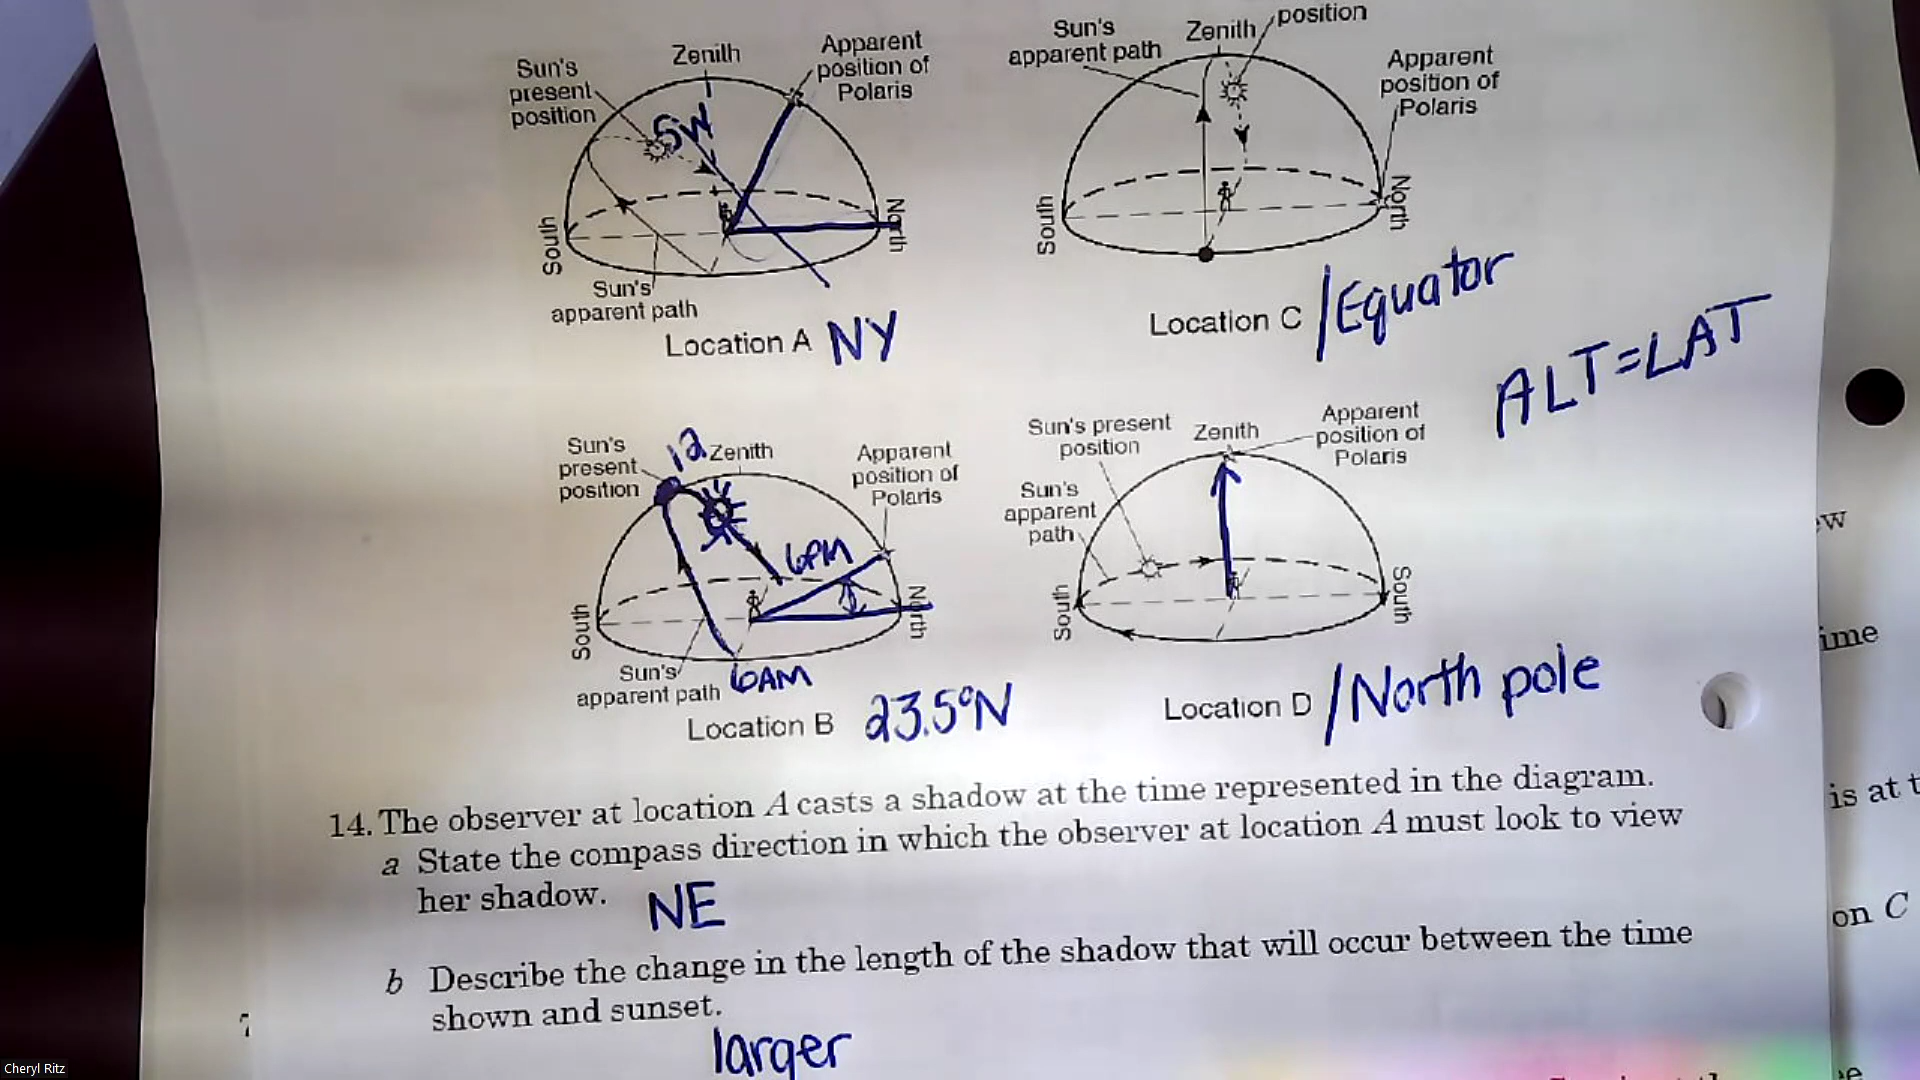 Sun's
present
position
Zenith
Apparent
position of
Polaris
SW
South
North
Sun's
apparent path
Location A NY
Sun's
apparent path
Zenith
position
Apparent
position of
Polaris
South
North
Location C /Equator
ALT=LAT
Sun's
present
position
12
Zenith
Apparent
position of
Polaris
6PM
South
North
Sun's
apparent path
6AM
Location B 23.5°N
Sun's present
position
Zenith
Apparent
position of
Polaris
Sun's
apparent
path
South
South
Location D /North pole
14. The observer at location A casts a shadow at the time represented in the diagram.
a State the compass direction in which the observer at location A must look to view
her shadow. NE
b Describe the change in the length of the shadow that will occur between the time
shown and sunset.
larger
is at t
on C
Cheryl Ritz